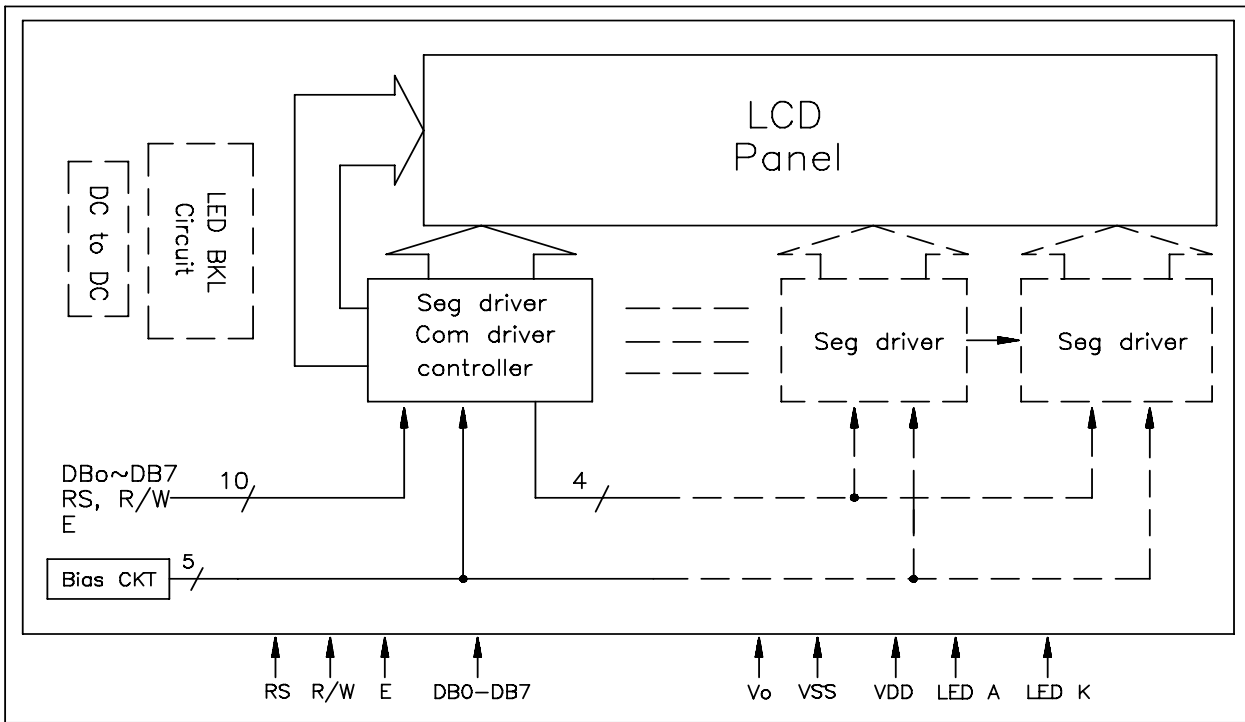 LCD
Panel
DC to DC
LED BKL
Circuit
Seg driver
Com driver
controller
Seg driver
Seg driver
DBo~DB7
RS, R/W
E
10
4
Bias CKT
5
RS
R/W
E
DB0-DB7
Vo
VSS
VDD
LED A
LED K